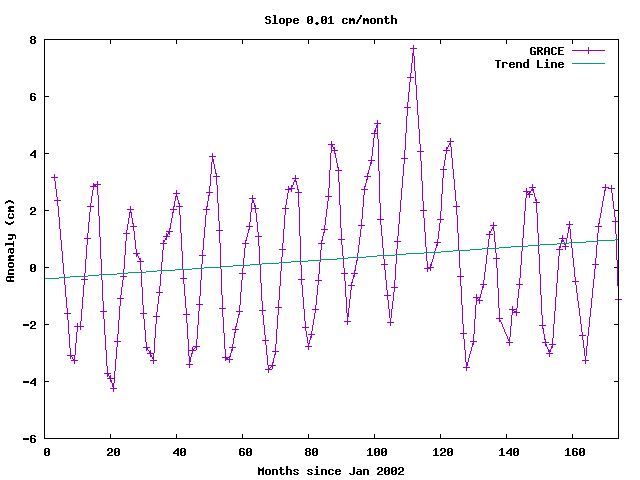 Slope 0.01 cm/month
GRACE
Trend Line
8
6
4
2
0
-2
-4
-6
Anomaly (cm)
0 20 40 60 80 100 120 140 160
Months since Jan 2002